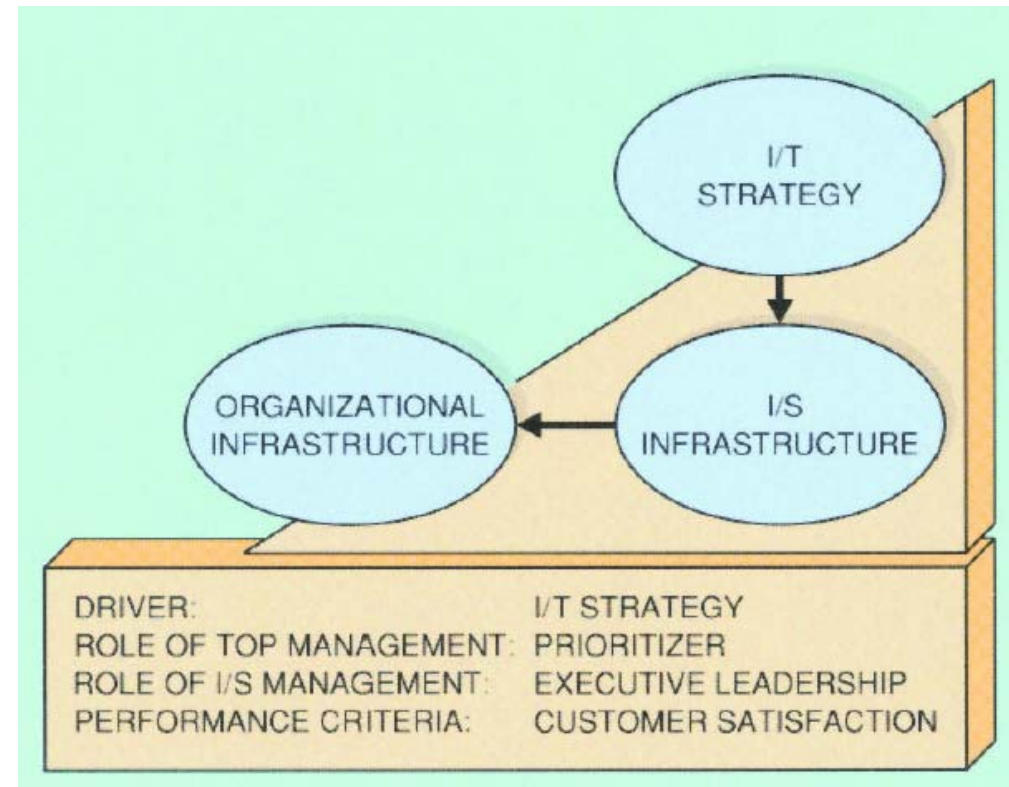 I/T
STRATEGY
ORGANIZATIONAL
INFRASTRUCTURE
I/S
INFRASTRUCTURE
DRIVER: I/T STRATEGY
ROLE OF TOP MANAGEMENT: PRIORITIZER
ROLE OF I/S MANAGEMENT: EXECUTIVE LEADERSHIP
PERFORMANCE CRITERIA: CUSTOMER SATISFACTION